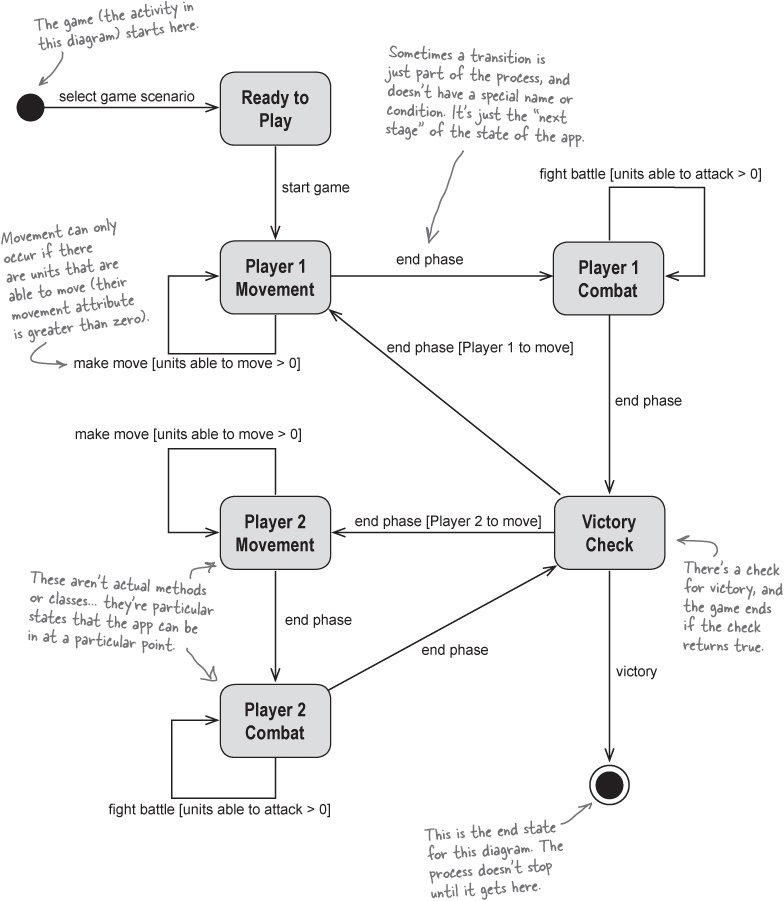 The game (the activity in
this diagram) starts here.
select game scenario
Ready to
Play
Sometimes a transition is
just part of the process, and
doesn't have a special name or
condition. It's just the "next
stage" of the state of the app.
start game
fight battle [units able to attack > 0]
Movement can only
occur if there
are units that are
able to move (their
movement attribute
is greater than zero).
Player 1
Movement
end phase
Player 1
Combat
make move [units able to move > 0]
end phase [Player 1 to move]
end phase
make move [units able to move > 0]
Player 2
Movement
end phase [Player 2 to move]
Victory
Check
These aren't actual methods
or classes... they're particular
states that the app can be
in at a particular point.
There's a check
for victory, and
the game ends
if the check
returns true.
end phase
end phase
victory
Player 2
Combat
fight battle [units able to attack > 0]
This is the end state
for this diagram. The
process doesn't stop
until it gets here.